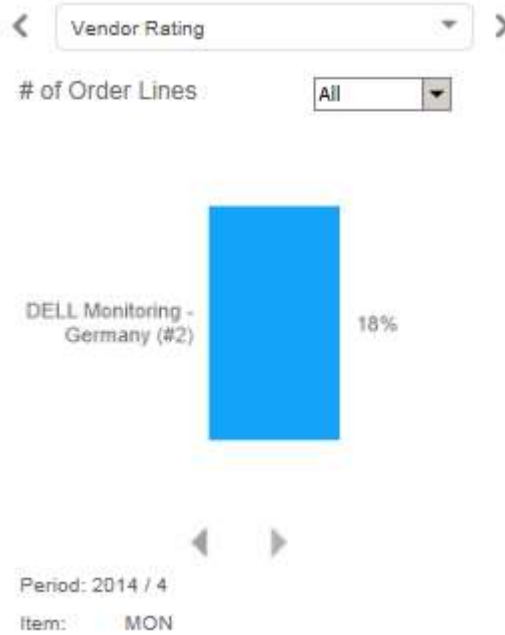 Vendor Rating
# of Order Lines
All
DELL Monitoring -
Germany (#2)
18%
Period: 2014 / 4
Item: MON